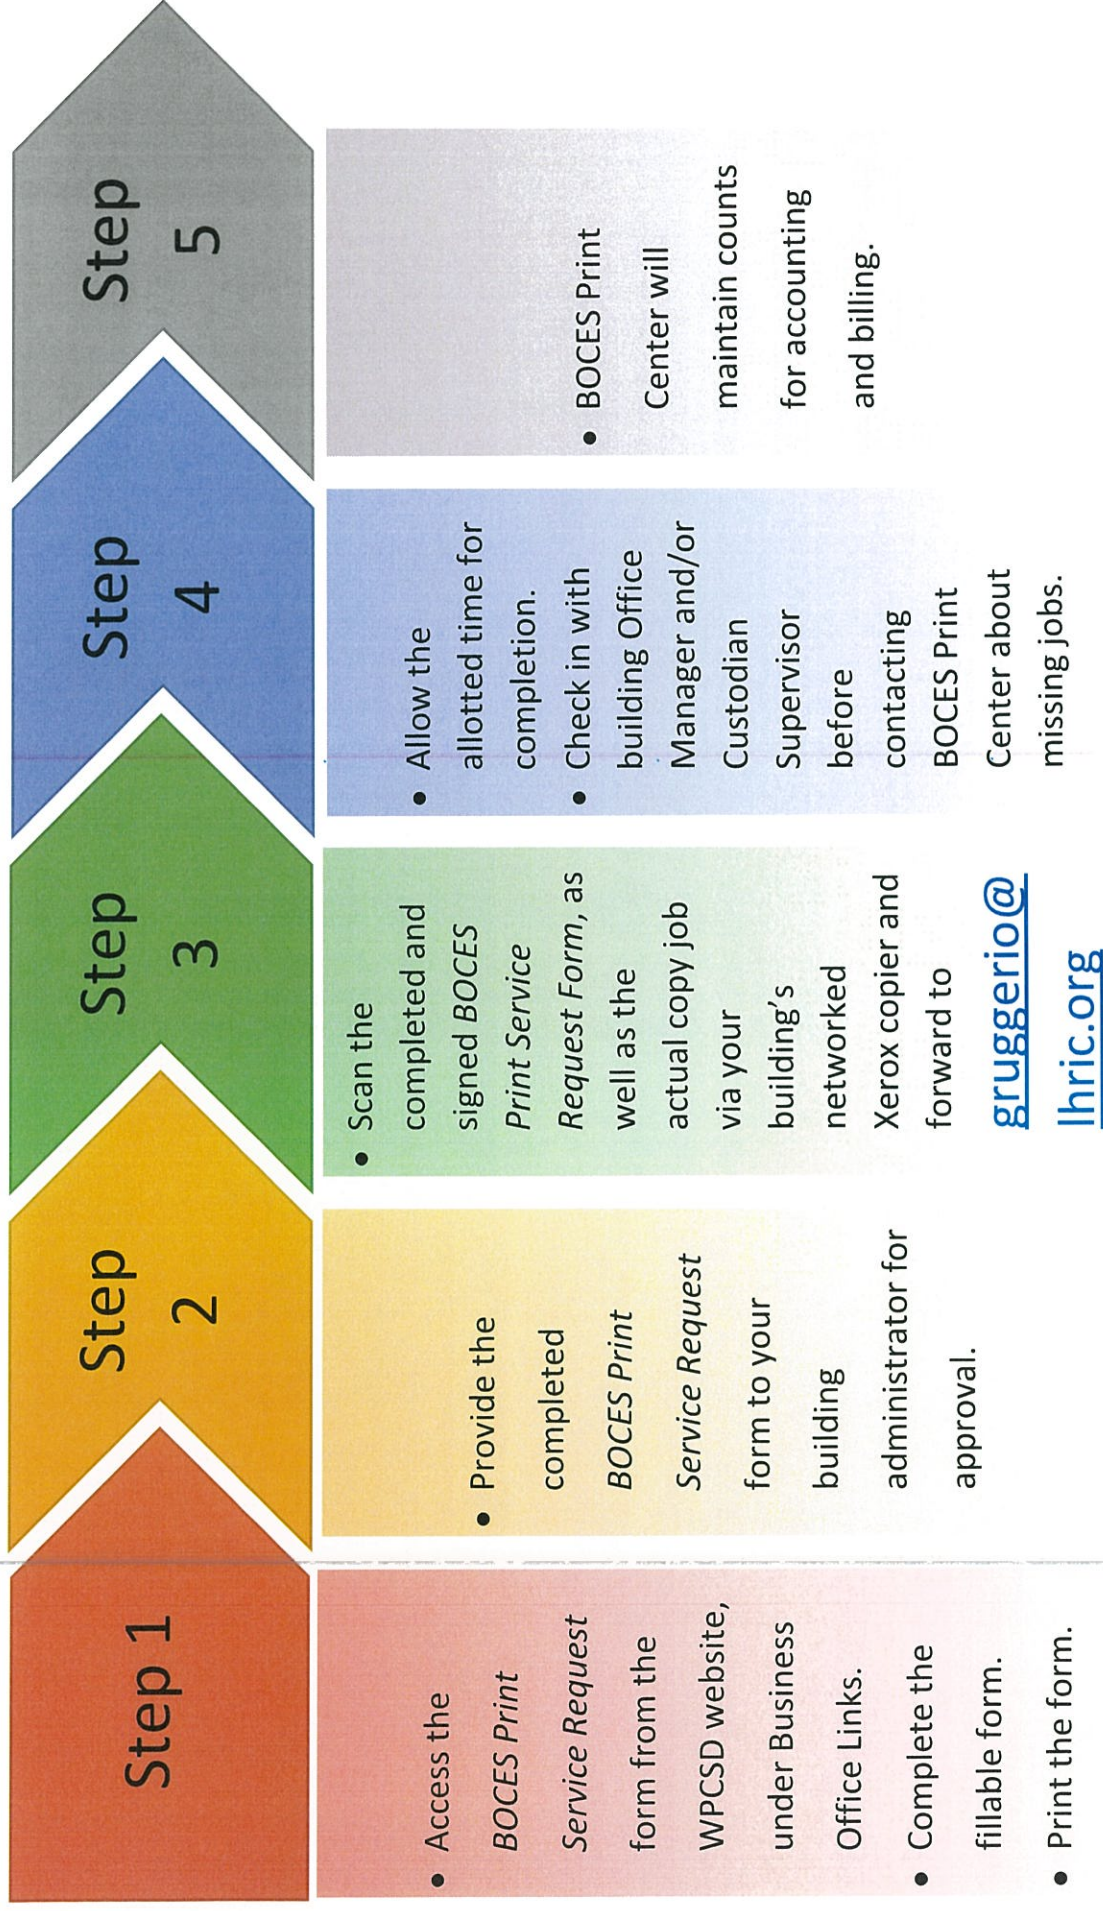 Step 1
• Access the
BOCES Print
Service Request
form from the
WPCSD website,
under Business
Office Links.
• Complete the
fillable form.
• Print the form.
Step
2
• Provide the
completed
BOCES Print
Service Request
form to your
building
administrator for
approval.
Step
3
• Scan the
completed and
signed BOCES
Print Service
Request Form, as
well as the
actual copy job
via your
building's
networked
Xerox copier and
forward to
gruggerio@
lhric.org
Step
4
• Allow the
allotted time for
completion.
• Check in with
building Office
Manager and/or
Custodian
Supervisor
before
contacting
BOCES Print
Center about
missing jobs.
Step
5
• BOCES Print
Center will
maintain counts
for accounting
and billing.